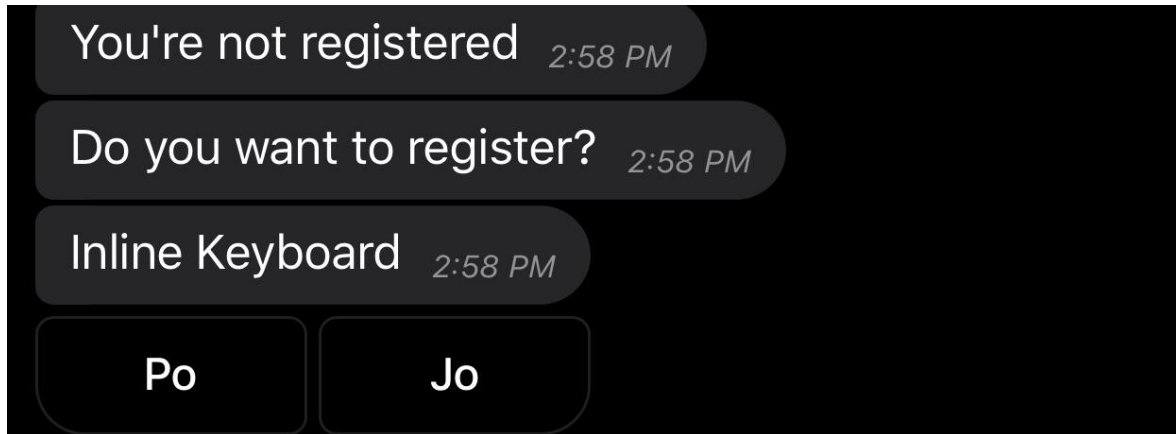 You're not registered 2:58 PM
Do you want to register? 2:58 PM
Inline Keyboard 2:58 PM
Po Jo